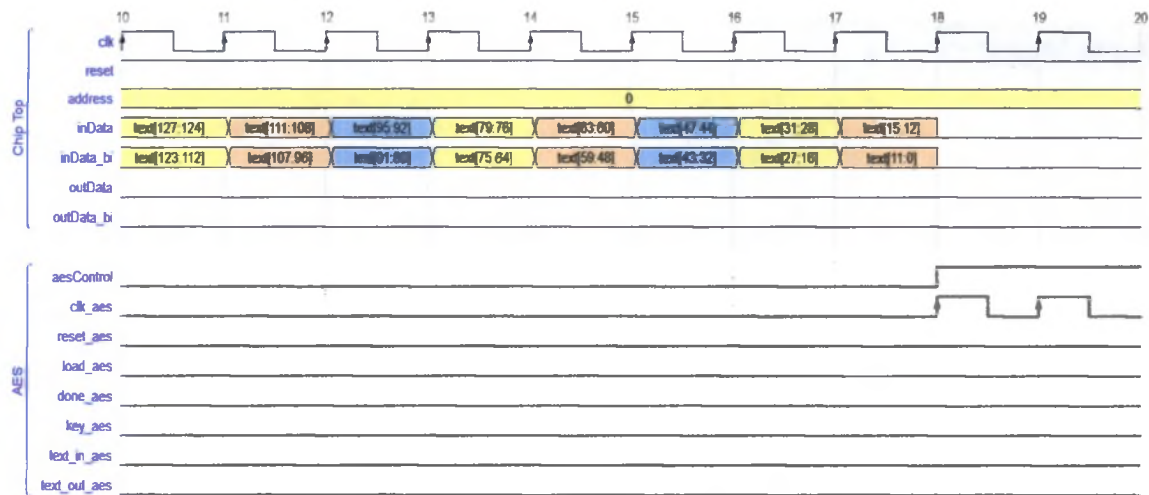 10 11 12 13 14 15 16 17 18 19 20
Chip Top
clk
reset
address 0
inData text[127:124] text[111:108] text[95:92] text[79:76] text[63:60] text[47:44] text[31:28] text[15:12]
inData_bi text[123:112] text[107:96] text[91:80] text[75:64] text[59:48] text[43:32] text[27:16] text[11:0]
outData
outData_bi
AES
aesControl
clk_aes
reset_aes
load_aes
done_aes
key_aes
text_in_aes
text_out_aes